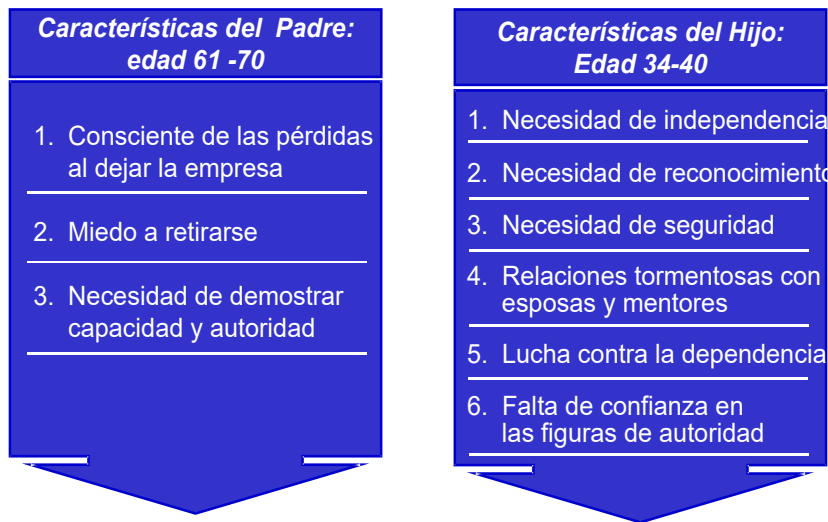 Características del Padre:
edad 61 -70
1. Consciente de las pérdidas
al dejar la empresa
2. Miedo a retirarse
3. Necesidad de demostrar
capacidad y autoridad
Características del Hijo:
Edad 34-40
1. Necesidad de independencia
2. Necesidad de reconocimiento
3. Necesidad de seguridad
4. Relaciones tormentosas con
esposas y mentores
5. Lucha contra la dependencia
6. Falta de confianza en
las figuras de autoridad